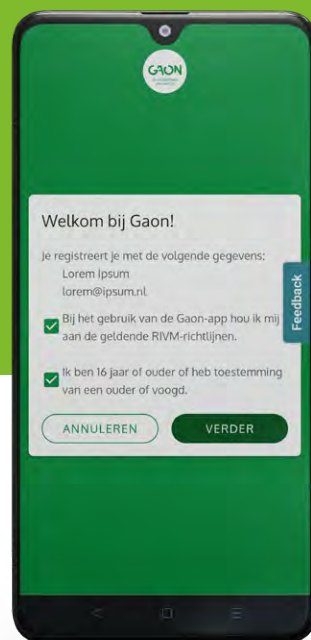 GAON
Welkom bij Gaon!
Je registreert je met de volgende gegevens:
Lorem Ipsum
lorem@ipsum.nl
Bij het gebruik van de Gaon-app hou ik mij
aan de geldende RIVM-richtlijnen.
Ik ben 16 jaar of ouder of heb toestemming
van een ouder of voogd.
ANNULEREN
VERDER
Feedback